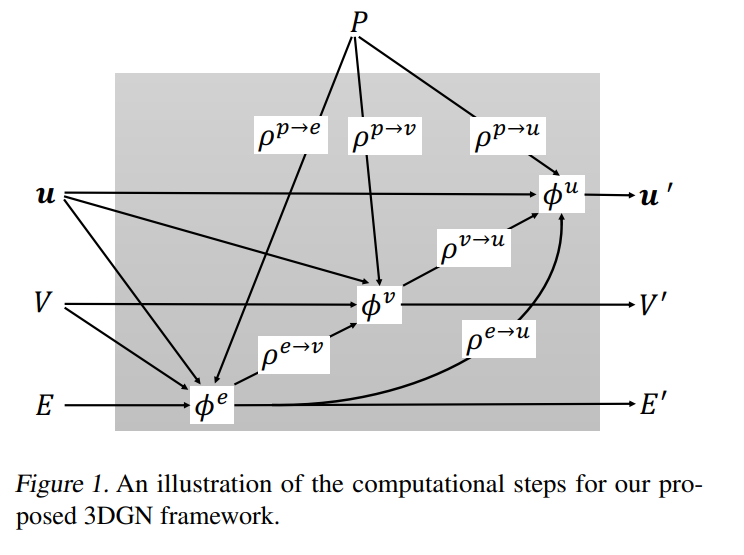 P
ρ^{p→e} ρ^{p→v} ρ^{p→u}
u ϕ^u u′
ρ^{v→u}
V ϕ^v V′
ρ^{e→v} ρ^{e→u}
E ϕ^e E′
Figure 1. An illustration of the computational steps for our pro-
posed 3DGN framework.